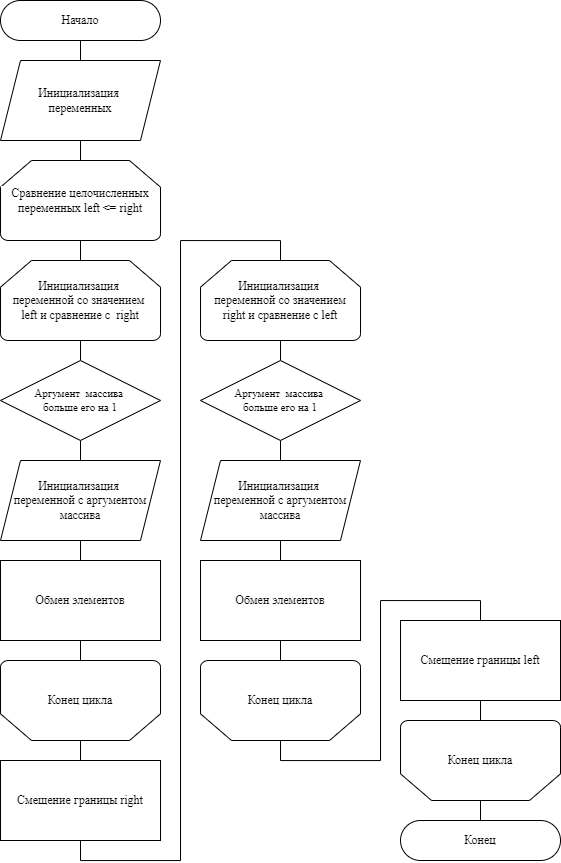 Начало
Инициализация
переменных
Сравнение целочисленных
переменных left <= right
Инициализация
переменной со значением
left и сравнение с right
Аргумент массива
больше его на 1
Инициализация
переменной с аргументом
массива
Обмен элементов
Конец цикла
Смещение границы right
Инициализация
переменной со значением
right и сравнение с left
Аргумент массива
больше его на 1
Инициализация
переменной с аргументом
массива
Обмен элементов
Конец цикла
Смещение границы left
Конец цикла
Конец